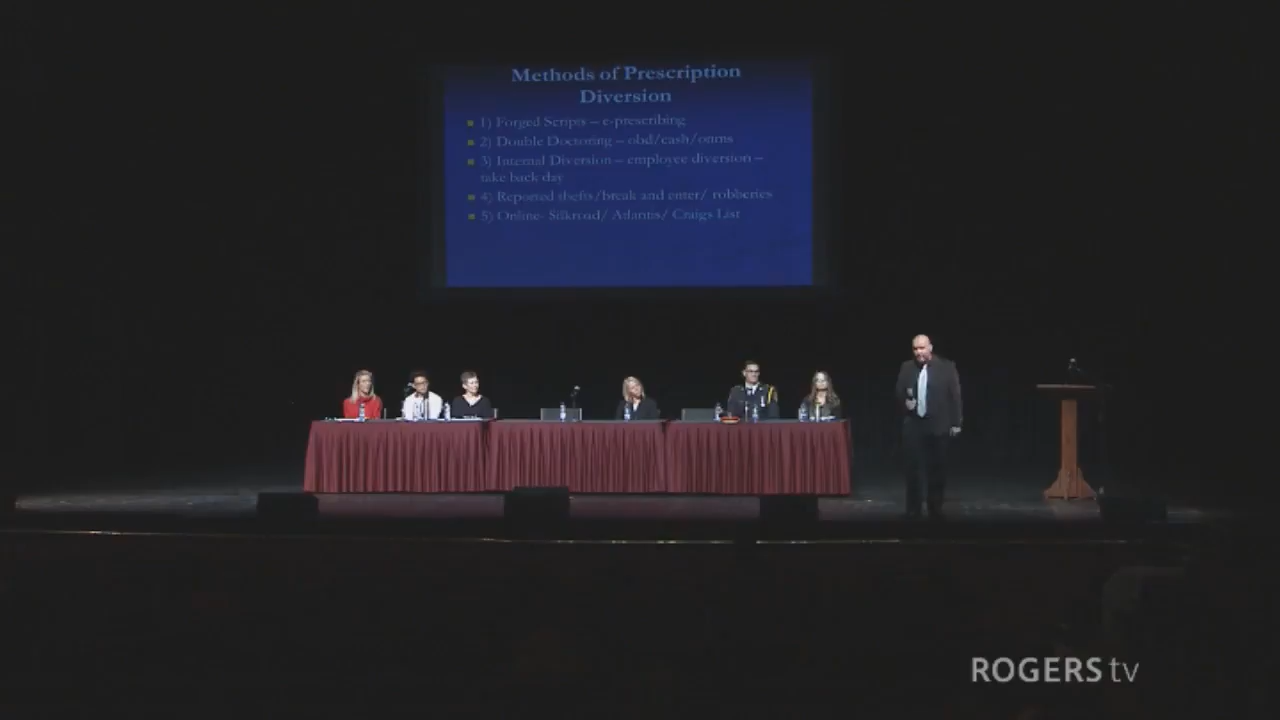 Methods of Prescription
Diversion
1) Forged Scripts – e-prescribing
2) Double Doctoring – obd/cash/onms
3) Internal Diversion – employee diversion –
take back day
4) Reported thefts/break and enter/ robberies
5) Online- Silkroad/ Atlantis/ Craigs List
ROGERS tv